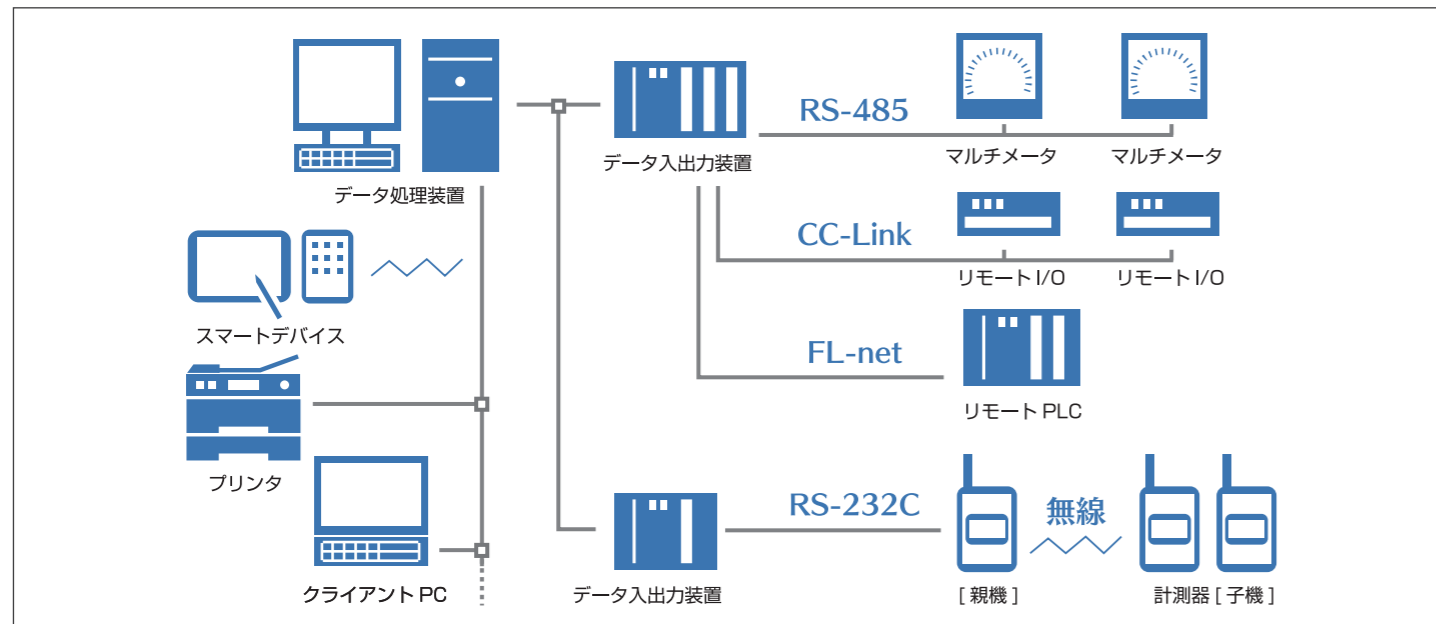 RS-485
マルチメータ
マルチメータ
データ入出力装置
データ処理装置
CC-Link
リモート I/O
リモート I/O
スマートデバイス
FL-net
リモート PLC
プリンタ
RS-232C
無線
クライアント PC
データ入出力装置
[ 親機 ]
計測器 [ 子機 ]